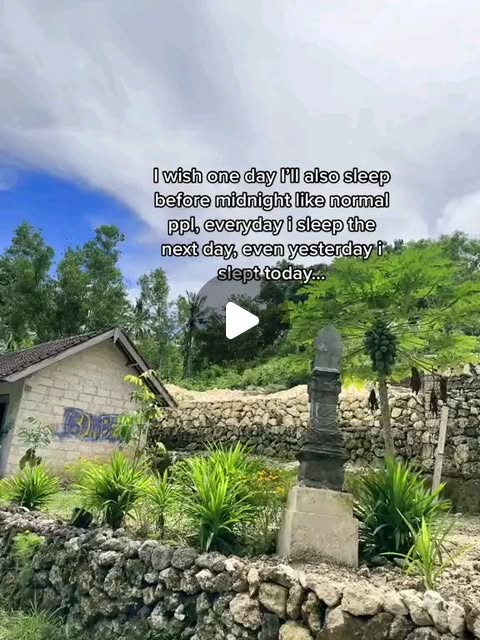 I wish one day I'll also sleep
before midnight like normal
ppl, everyday i sleep the
next day, even yesterday i
slept today...